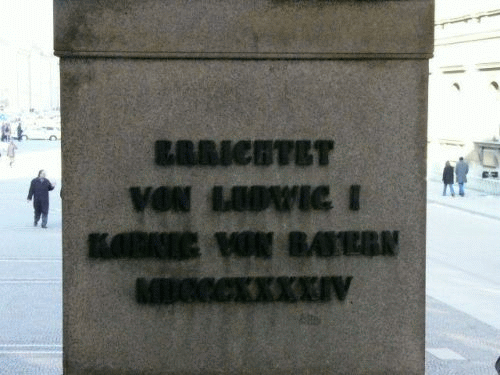 ERRICHTET
VON LUDWIG I
KOENIG VON BAYERN
MDCCCXXXXIV